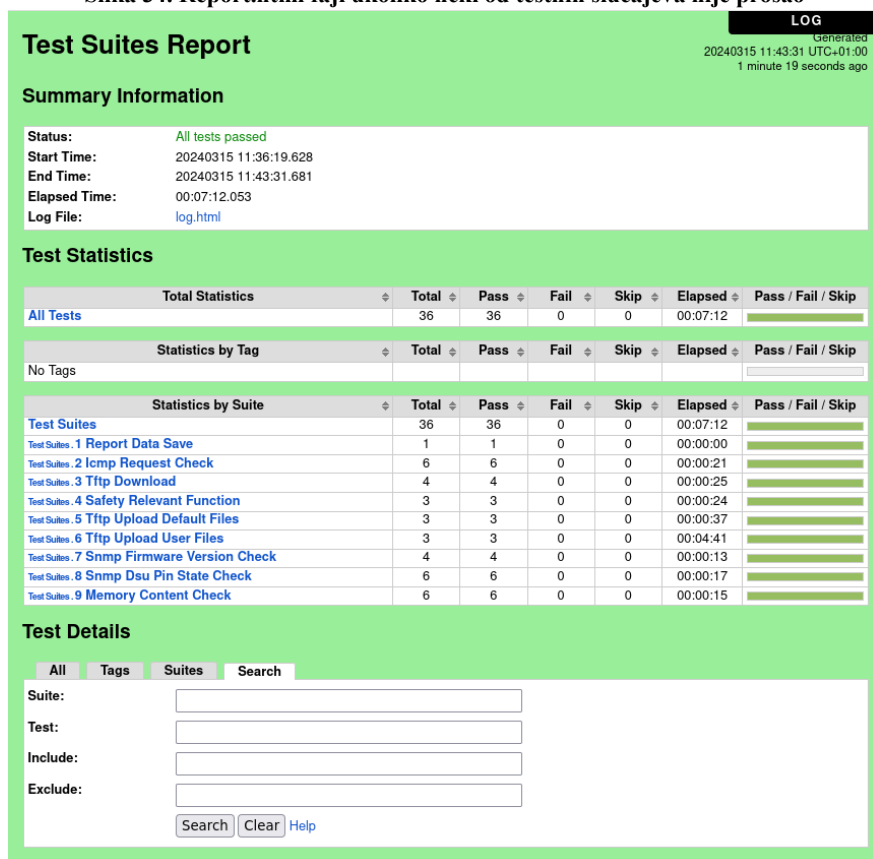 LOG
Test Suites Report
Generated
20240315 11:43:31 UTC+01:00
1 minute 19 seconds ago
Summary Information
Status: All tests passed
Start Time: 20240315 11:36:19.628
End Time: 20240315 11:43:31.681
Elapsed Time: 00:07:12.053
Log File: log.html
Test Statistics
Total Statistics Total Pass Fail Skip Elapsed Pass / Fail / Skip
All Tests 36 36 0 0 00:07:12
Statistics by Tag Total Pass Fail Skip Elapsed Pass / Fail / Skip
No Tags
Statistics by Suite Total Pass Fail Skip Elapsed Pass / Fail / Skip
Test Suites 36 36 0 0 00:07:12
Test Suites . 1 Report Data Save 1 1 0 0 00:00:00
Test Suites . 2 Icmp Request Check 6 6 0 0 00:00:21
Test Suites . 3 Tftp Download 4 4 0 0 00:00:25
Test Suites . 4 Safety Relevant Function 3 3 0 0 00:00:24
Test Suites . 5 Tftp Upload Default Files 3 3 0 0 00:00:37
Test Suites . 6 Tftp Upload User Files 3 3 0 0 00:04:41
Test Suites . 7 Snmp Firmware Version Check 4 4 0 0 00:00:13
Test Suites . 8 Snmp Dsu Pin State Check 6 6 0 0 00:00:17
Test Suites . 9 Memory Content Check 6 6 0 0 00:00:15
Test Details
All Tags Suites Search
Suite:
Test:
Include:
Exclude:
Search Clear Help